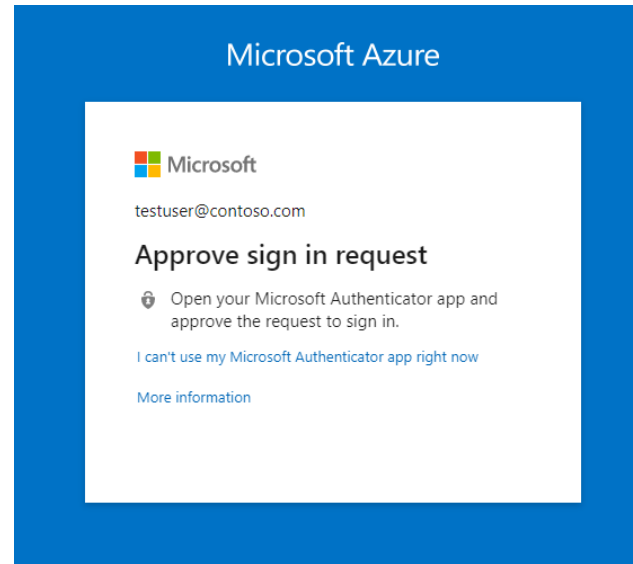 Microsoft Azure
Microsoft
testuser@contoso.com
Approve sign in request
Open your Microsoft Authenticator app and
approve the request to sign in.
I can't use my Microsoft Authenticator app right now
More information